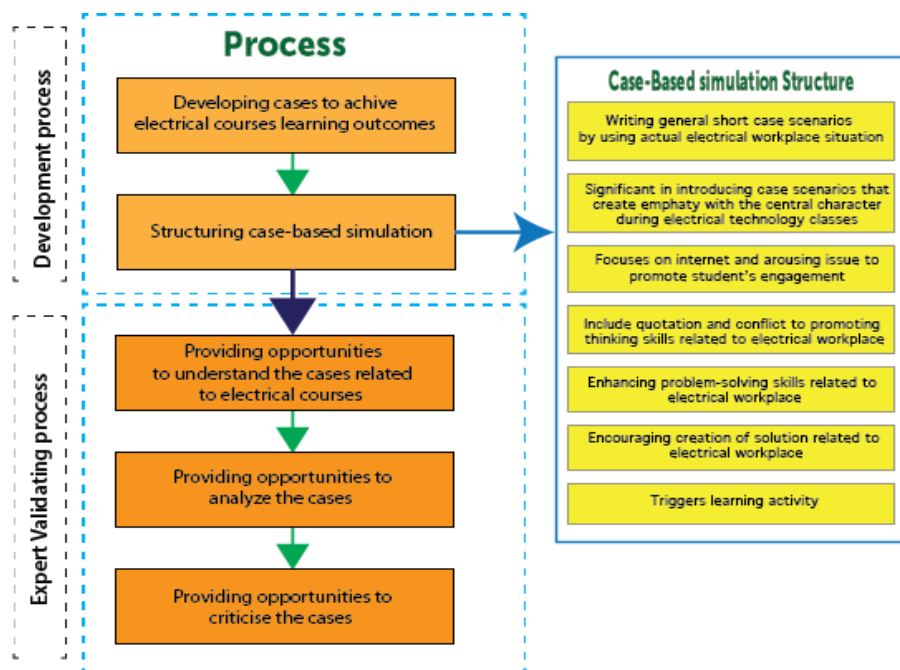 Development process
Expert Validating process
Process
Developing cases to achive
electrical courses learning outcomes
Structuring case-based simulation
Providing opportunities
to understand the cases related
to electrical courses
Providing opportunities to
analyze the cases
Providing opportunities to
criticise the cases
Case-Based simulation Structure
Writing general short case scenarios
by using actual electrical workplace situation
Significant in introducing case scenarios that
create emphaty with the central character
during electrical technology classes
Focuses on internet and arousing issue to
promote student's engagement
Include quotation and conflict to promoting
thinking skills related to electrical workplace
Enhancing problem-solving skills related to
electrical workplace
Encouraging creation of solution related to
electrical workplace
Triggers learning activity